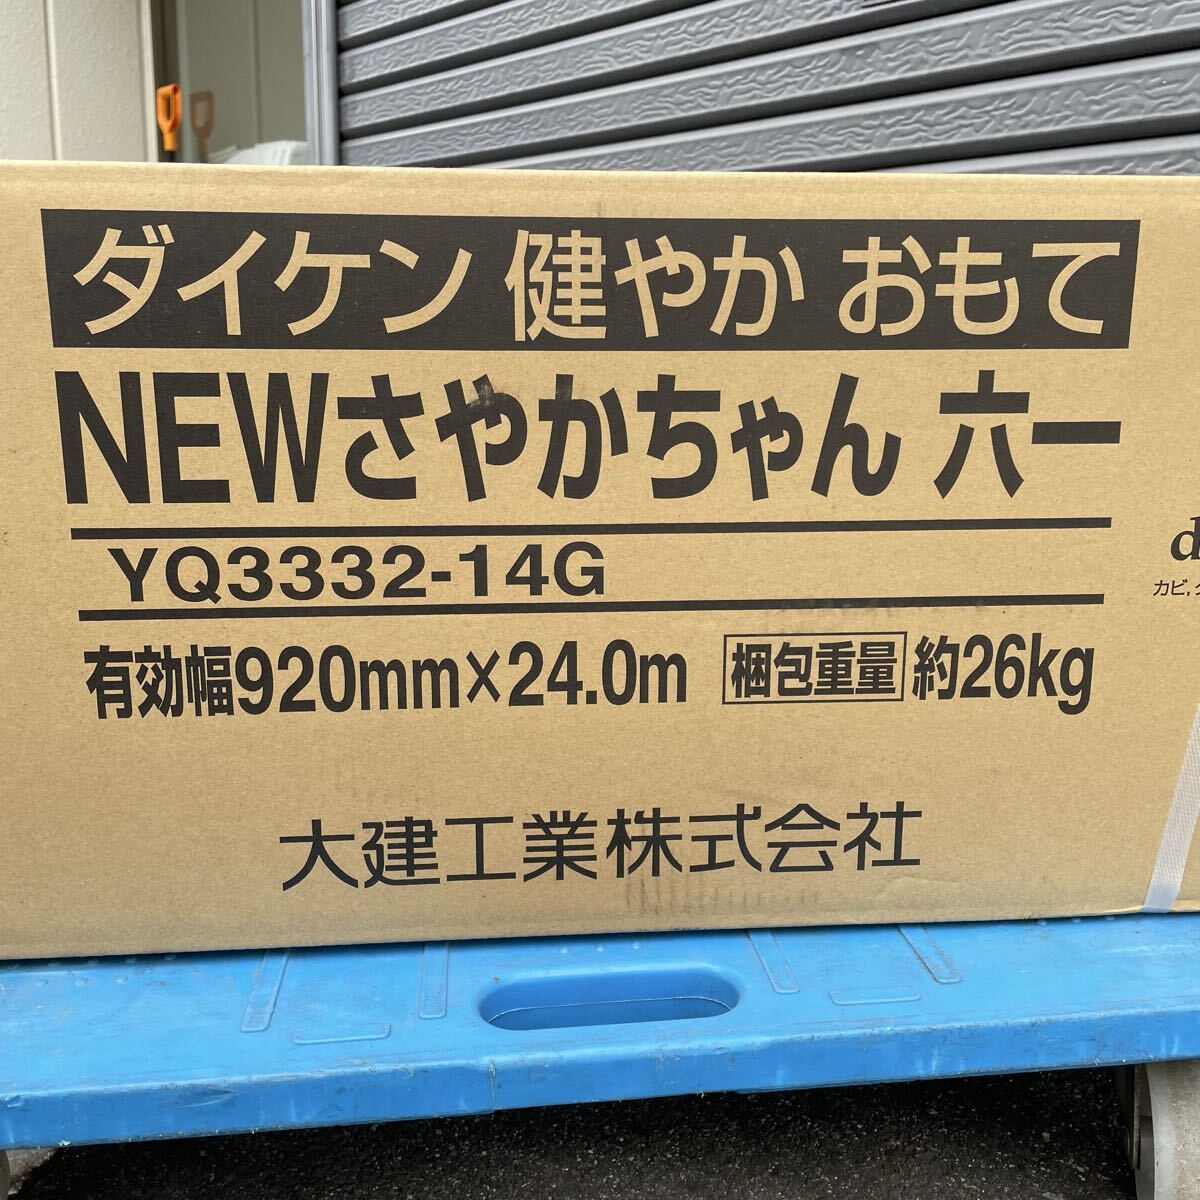 ダイケン 健やか おもて
NEWさやかちゃん 六一
YQ3332-14G
有効幅920mm×24.0m 梱包重量 約26kg
大建工業株式会社
d
カビ,